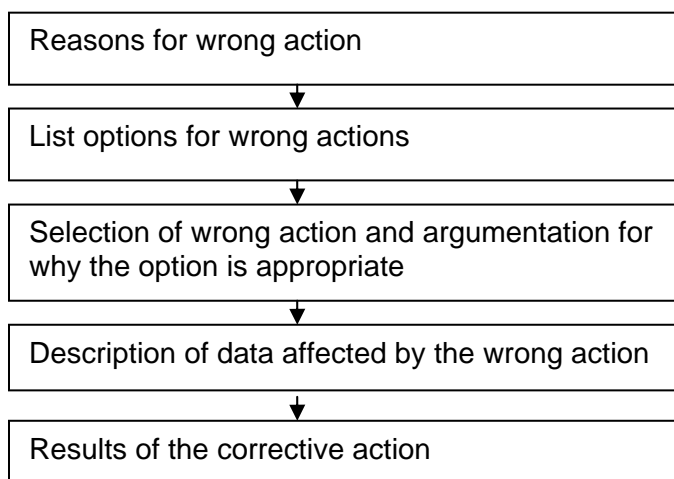 Reasons for wrong action
List options for wrong actions
Selection of wrong action and argumentation for
why the option is appropriate
Description of data affected by the wrong action
Results of the corrective action